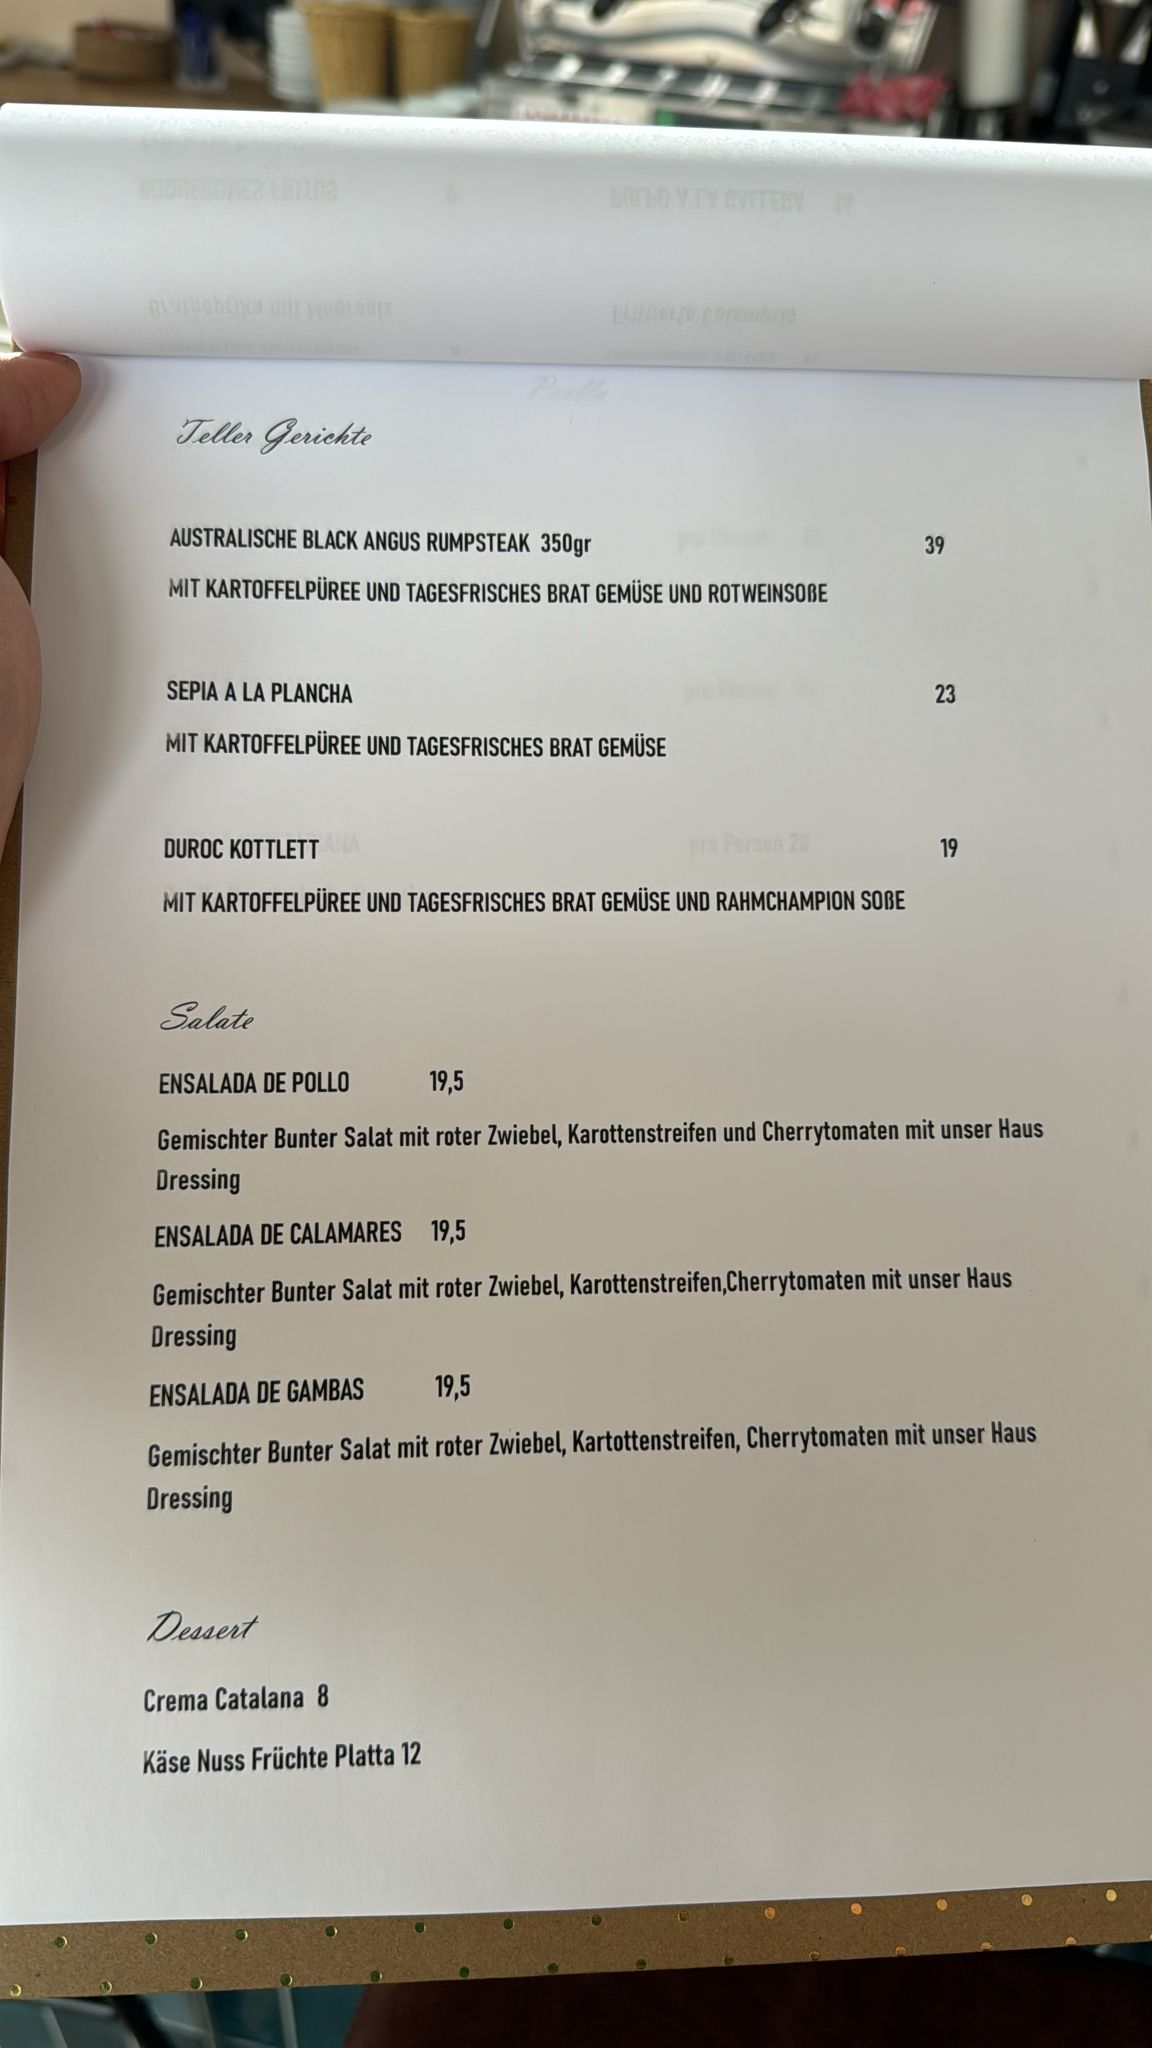 Teller Gerichte
AUSTRALISCHE BLACK ANGUS RUMPSTEAK 350gr 39
MIT KARTOFFELPÜREE UND TAGESFRISCHES BRAT GEMÜSE UND ROTWEINSOßE
SEPIA A LA PLANCHA 23
MIT KARTOFFELPÜREE UND TAGESFRISCHES BRAT GEMÜSE
DUROC KOTTLETT 19
MIT KARTOFFELPÜREE UND TAGESFRISCHES BRAT GEMÜSE UND RAHMCHAMPION SOßE
Salate
ENSALADA DE POLLO 19,5
Gemischter Bunter Salat mit roter Zwiebel, Karottenstreifen und Cherrytomaten mit unser Haus
Dressing
ENSALADA DE CALAMARES 19,5
Gemischter Bunter Salat mit roter Zwiebel, Karottenstreifen,Cherrytomaten mit unser Haus
Dressing
ENSALADA DE GAMBAS 19,5
Gemischter Bunter Salat mit roter Zwiebel, Kartottenstreifen, Cherrytomaten mit unser Haus
Dressing
Dessert
Crema Catalana 8
Käse Nuss Früchte Platta 12